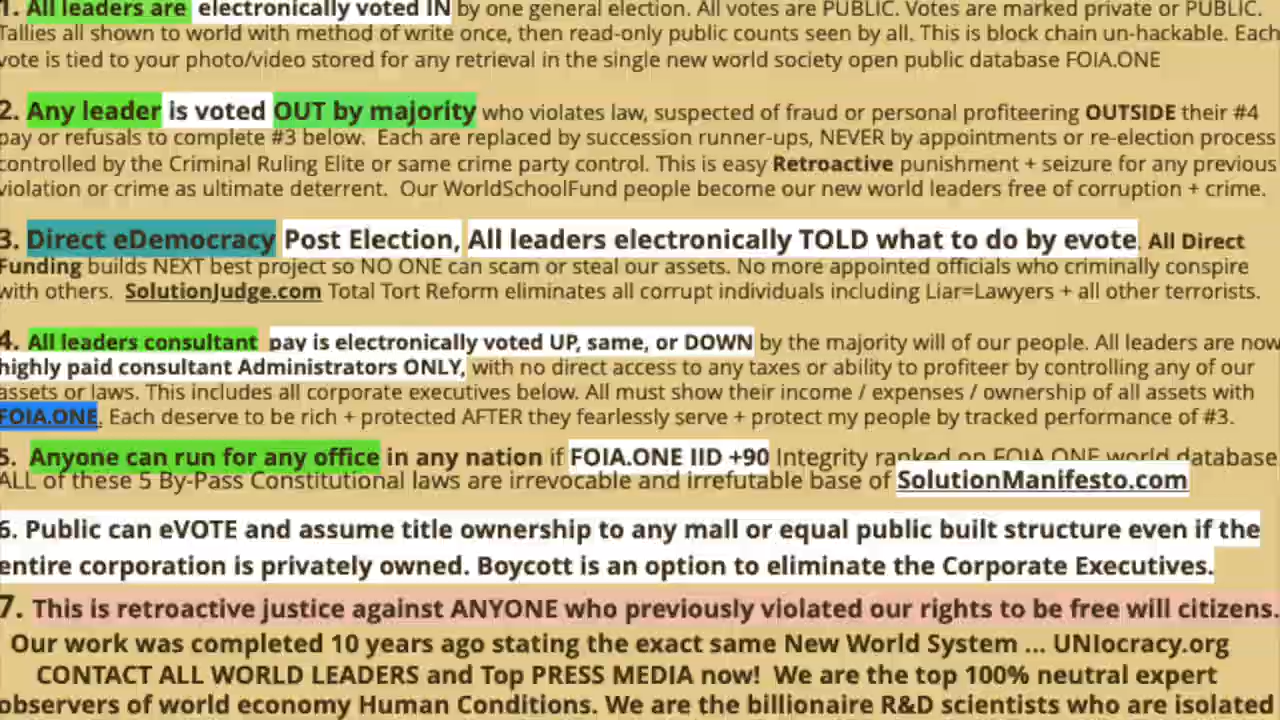 1. All leaders are electronically voted IN by one general election. All votes are PUBLIC. Votes are marked private or PUBLIC.
Tallies all shown to world with method of write once, then read-only public counts seen by all. This is block chain un-hackable. Each
vote is tied to your photo/video stored for any retrieval in the single new world society open public database FOIA.ONE
2. Any leader is voted OUT by majority who violates law, suspected of fraud or personal profiteering OUTSIDE their #4
pay or refusals to complete #3 below. Each are replaced by succession runner-ups, NEVER by appointments or re-election process
controlled by the Criminal Ruling Elite or same crime party control. This is easy Retroactive punishment + seizure for any previous
violation or crime as ultimate deterrent. Our WorldSchoolFund people become our new world leaders free of corruption + crime.
3. Direct eDemocracy Post Election, All leaders electronically TOLD what to do by evote. All Direct
Funding builds NEXT best project so NO ONE can scam or steal our assets. No more appointed officials who criminally conspire
with others. SolutionJudge.com Total Tort Reform eliminates all corrupt individuals including Liar=Lawyers + all other terrorists.
4. All leaders consultant pay is electronically voted UP, same, or DOWN by the majority will of our people. All leaders are now
highly paid consultant Administrators ONLY, with no direct access to any taxes or ability to profiteer by controlling any of our
assets or laws. This includes all corporate executives below. All must show their income / expenses / ownership of all assets with
FOIA.ONE. Each deserve to be rich + protected AFTER they fearlessly serve + protect my people by tracked performance of #3.
5. Anyone can run for any office in any nation if FOIA.ONE IID +90 Integrity ranked on FOIA.ONE world database
ALL of these 5 By-Pass Constitutional laws are irrevocable and irrefutable base of SolutionManifesto.com
6. Public can eVOTE and assume title ownership to any mall or equal public built structure even if the
entire corporation is privately owned. Boycott is an option to eliminate the Corporate Executives.
7. This is retroactive justice against ANYONE who previously violated our rights to be free will citizens.
Our work was completed 10 years ago stating the exact same New World System ... UNIocracy.org
CONTACT ALL WORLD LEADERS and Top PRESS MEDIA now! We are the top 100% neutral expert
observers of world economy Human Conditions. We are the billionaire R&D scientists who are isolated